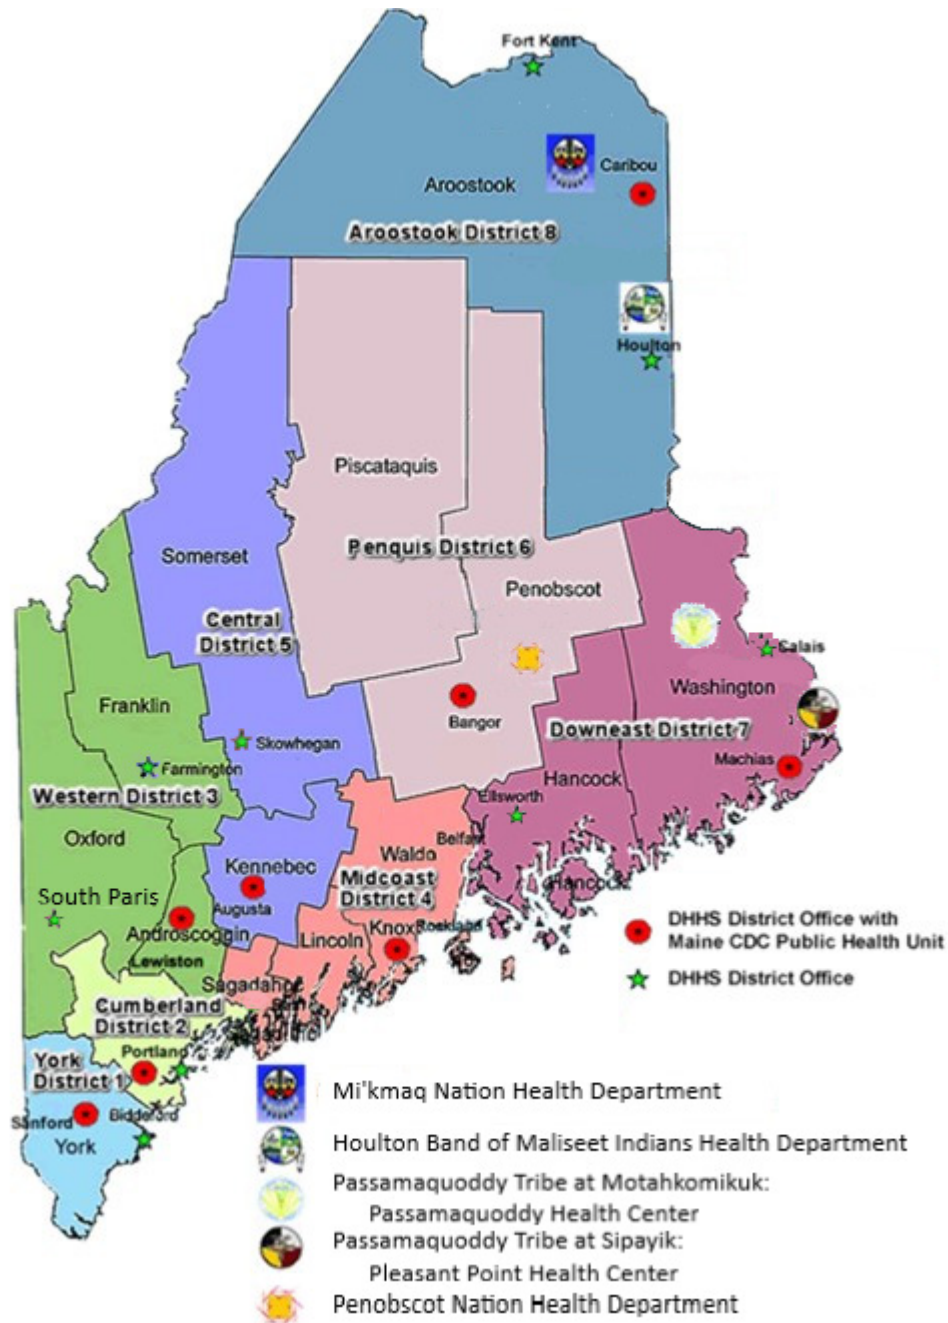 Fort Kent
Caribou
Aroostook
Aroostook District 8
Houlton
Piscataquis
Somerset
Penquis District 6
Penobscot
Central
District 5
Calais
Washington
Franklin
Bangor
Downeast District 7
Skowhegan
Machias
Farmington
Hancock
Western District 3
Ellsworth
Oxford
Belfast
Waldo
Kennebec
Midcoast
District 4
Hancock
South Paris
Augusta
Androscoggin
Knox
Rockland
Lincoln
Lewiston
Sagadahoc
DHHS District Office with
Maine CDC Public Health Unit
DHHS District Office
Cumberland
District 2
Portland
York
District 1
Biddeford
Sanford
York
Mi'kmaq Nation Health Department
Houlton Band of Maliseet Indians Health Department
Passamaquoddy Tribe at Motahkomikuk:
Passamaquoddy Health Center
Passamaquoddy Tribe at Sipayik:
Pleasant Point Health Center
Penobscot Nation Health Department